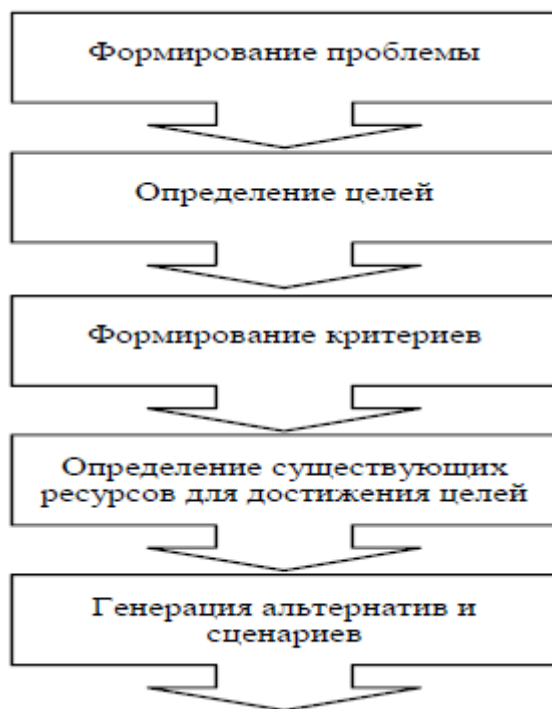 Формирование проблемы
Определение целей
Формирование критериев
Определение существующих
ресурсов для достижения целей
Генерация альтернатив и
сценариев